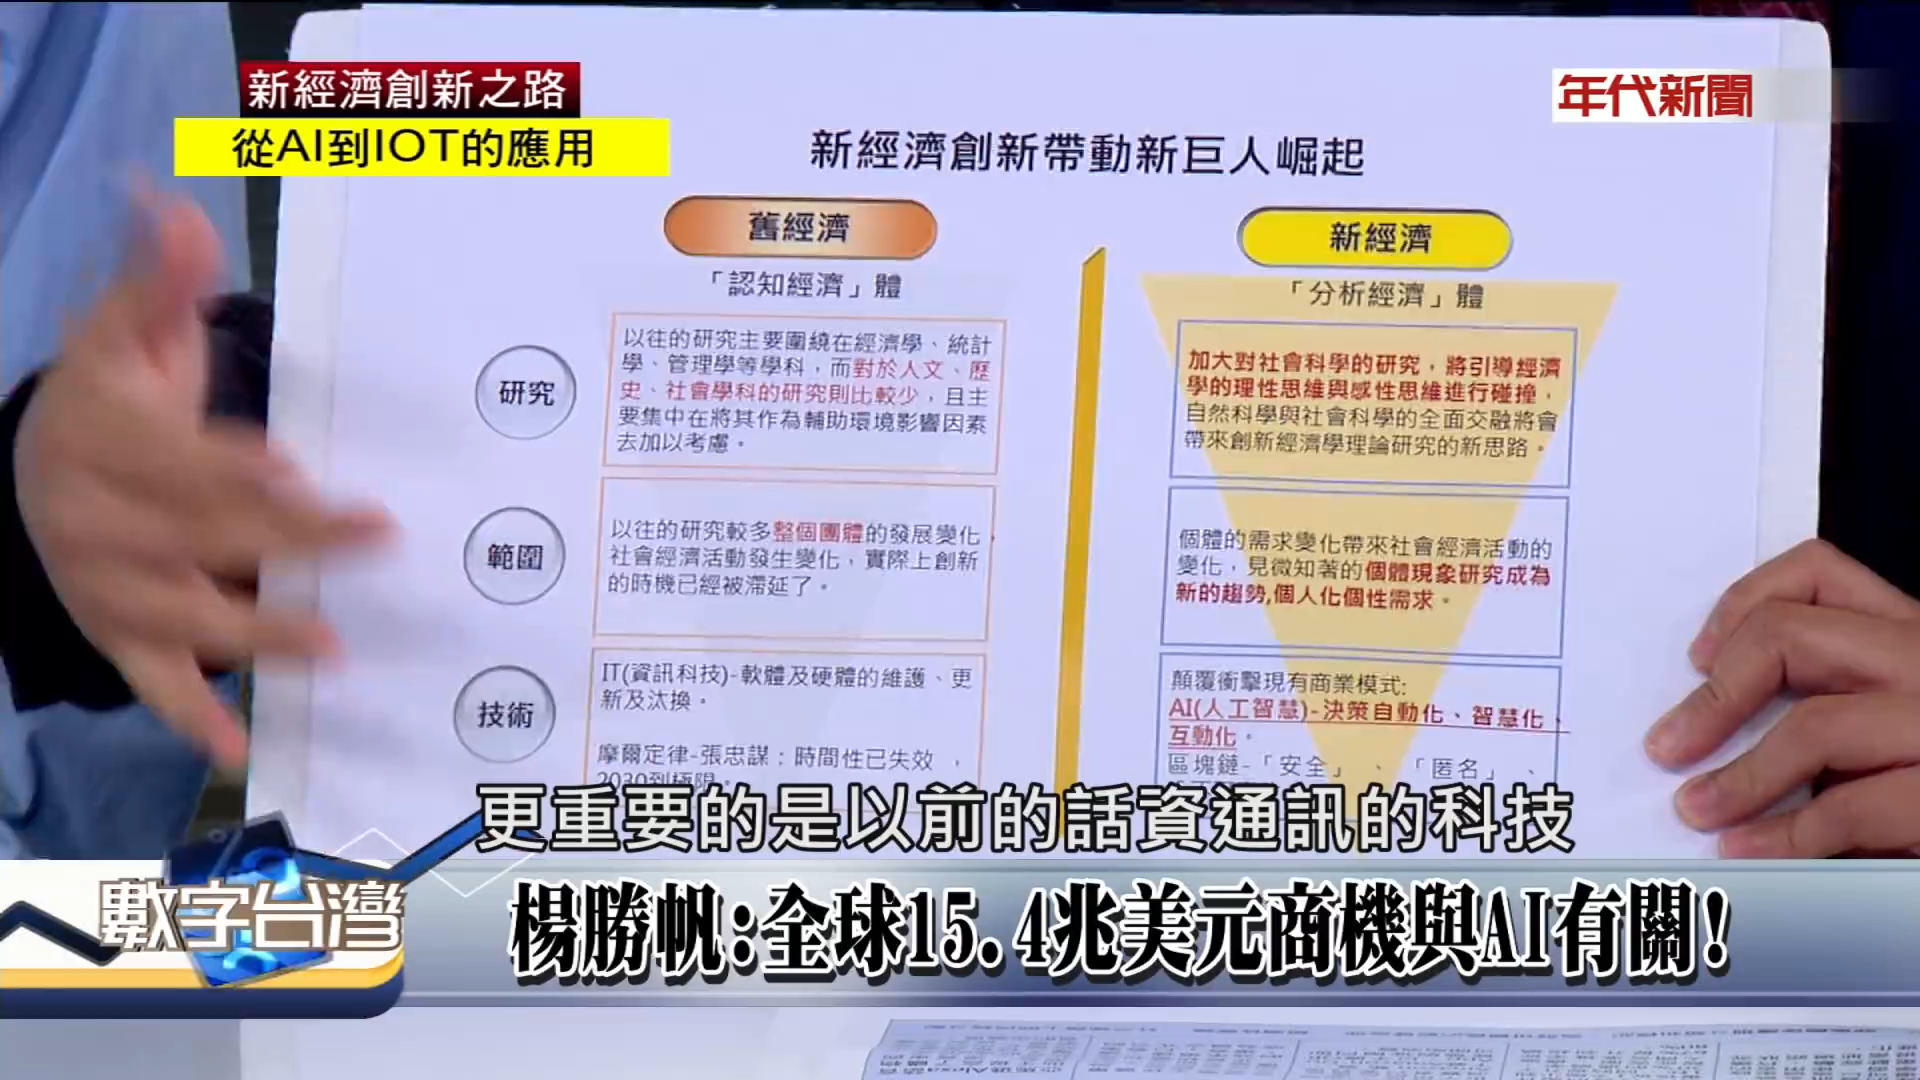 新經濟創新之路
從AI到IOT的應用
年代新聞
新經濟創新帶動新巨人崛起
舊經濟
「認知經濟」體
新經濟
「分析經濟」體
研究
以往的研究主要圍繞在經濟學、統計
學、管理學等學科，而對於人文、歷
史、社會學科的研究則比較少，且主
要集中在將其作為輔助環境影響因素
去加以考慮。
加大對社會科學的研究，將引導經濟
學的理性思維與感性思維進行碰撞，
自然科學與社會科學的全面交融將會
帶來創新經濟學理論研究的新思路。
範圍
以往的研究較多整個團體的發展變化
社會經濟活動發生變化，實際上創新
的時機已經被滯延了。
個體的需求變化帶來社會經濟活動的
變化，見微知著的個體現象研究成為
新的趨勢,個人化個性需求。
技術
IT(資訊科技)-軟體及硬體的維護、更
新及汰換。
摩爾定律-張忠謀：時間性已失效，
2030到極限。
顛覆衝擊現有商業模式:
AI(人工智慧)-決策自動化、智慧化、
互動化。
區塊鏈-「安全」、「匿名」、
更重要的是以前的話資通訊的科技
數字台灣
楊勝帆:全球15.4兆美元商機與AI有關!